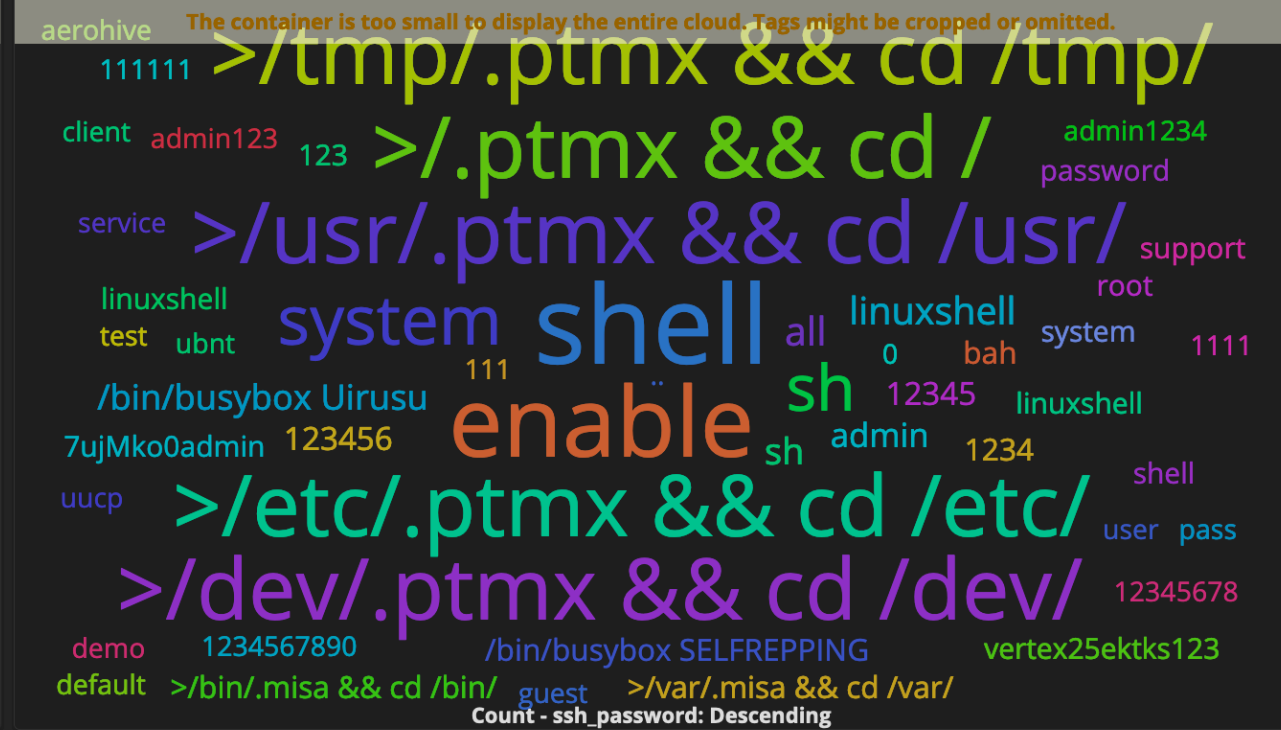 The container is too small to display the entire cloud. Tags might be cropped or omitted.
aerohive
>/tmp/.ptmx && cd /tmp/
111111
client
admin123
123
>/.ptmx && cd /
admin1234
password
service
>/usr/.ptmx && cd /usr/
support
root
linuxshell
system
shell
all
linuxshell
system
test
ubnt
111
0
bah
1111
..
/bin/busybox Uirusu
enable
sh
12345
linuxshell
7ujMko0admin
123456
sh
admin
1234
shell
uucp
>/etc/.ptmx && cd /etc/
user
pass
>/dev/.ptmx && cd /dev/
12345678
demo
1234567890
/bin/busybox SELFREPPING
vertex25ektks123
default
>/bin/.misa && cd /bin/
guest
>/var/.misa && cd /var/
Count - ssh_password: Descending